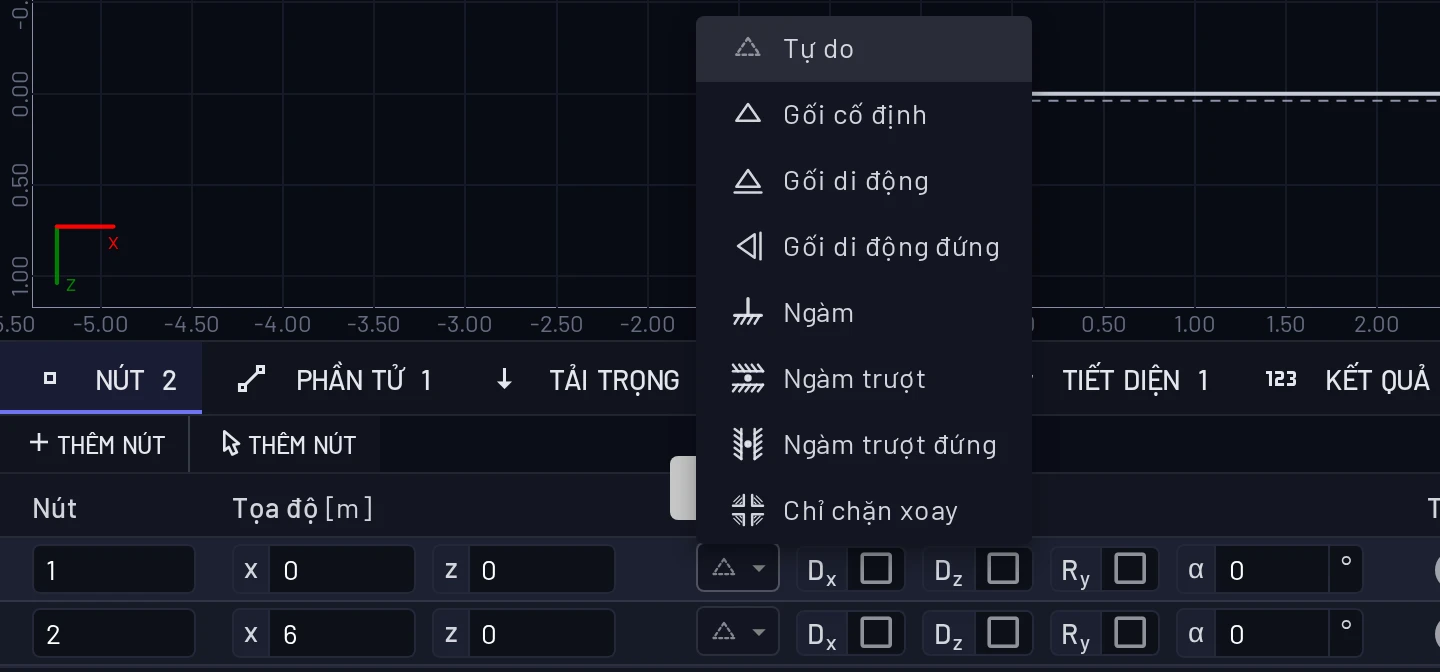 -0.
0.00
0.50
1.00
x
z
Tự do
Gối cố định
Gối di động
Gối di động đứng
Ngàm
Ngàm trượt
Ngàm trượt đứng
Chỉ chặn xoay
5.50 -5.00 -4.50 -4.00 -3.50 -3.00 -2.50 -2.00 0.50 1.00 1.50 2.00
NÚT 2 PHẦN TỬ 1 TẢI TRỌNG TIẾT DIỆN 1 123 KẾT QUẢ
+ THÊM NÚT THÊM NÚT
Nút Tọa độ [m] T
1 x 0 z 0 Dx Dz Ry α 0 °
2 x 6 z 0 Dx Dz Ry α 0 °